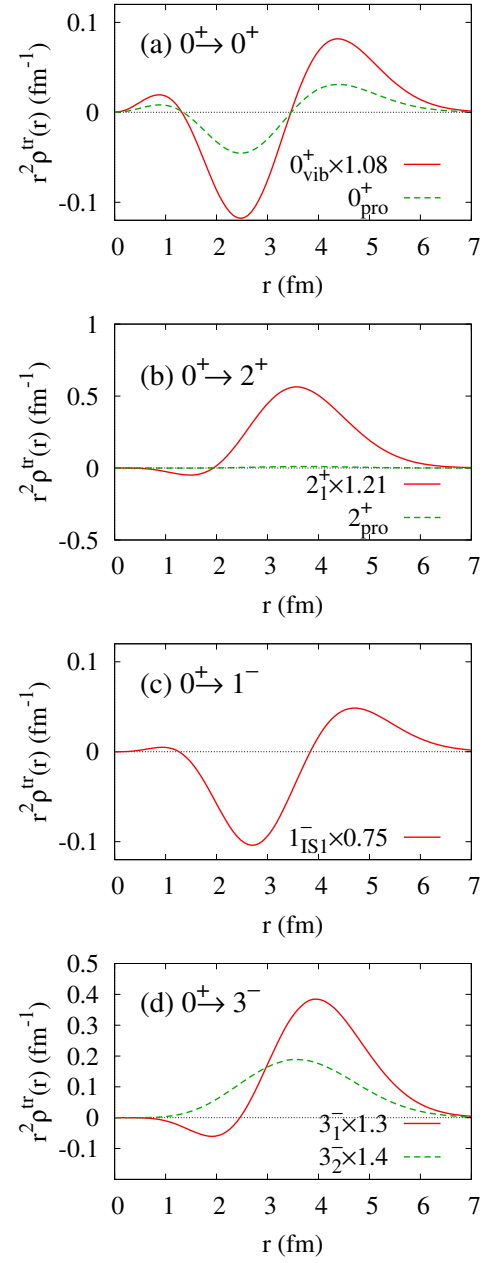 r²ρᵗʳ(r) (fm⁻¹)
0.1
0
-0.1
(a) 0⁺→ 0⁺
0⁺vib×1.08
0⁺pro
0 1 2 3 4 5 6 7
r (fm)
r²ρᵗʳ(r) (fm⁻¹)
1
0.5
0
-0.5
(b) 0⁺→ 2⁺
2⁺1×1.21
2⁺pro
0 1 2 3 4 5 6 7
r (fm)
r²ρᵗʳ(r) (fm⁻¹)
0.1
0
-0.1
(c) 0⁺→ 1⁻
1⁻IS1×0.75
0 1 2 3 4 5 6 7
r (fm)
r²ρᵗʳ(r) (fm⁻¹)
0.5
0.4
0.3
0.2
0.1
0
-0.1
(d) 0⁺→ 3⁻
3⁻1×1.3
3⁻2×1.4
0 1 2 3 4 5 6 7
r (fm)